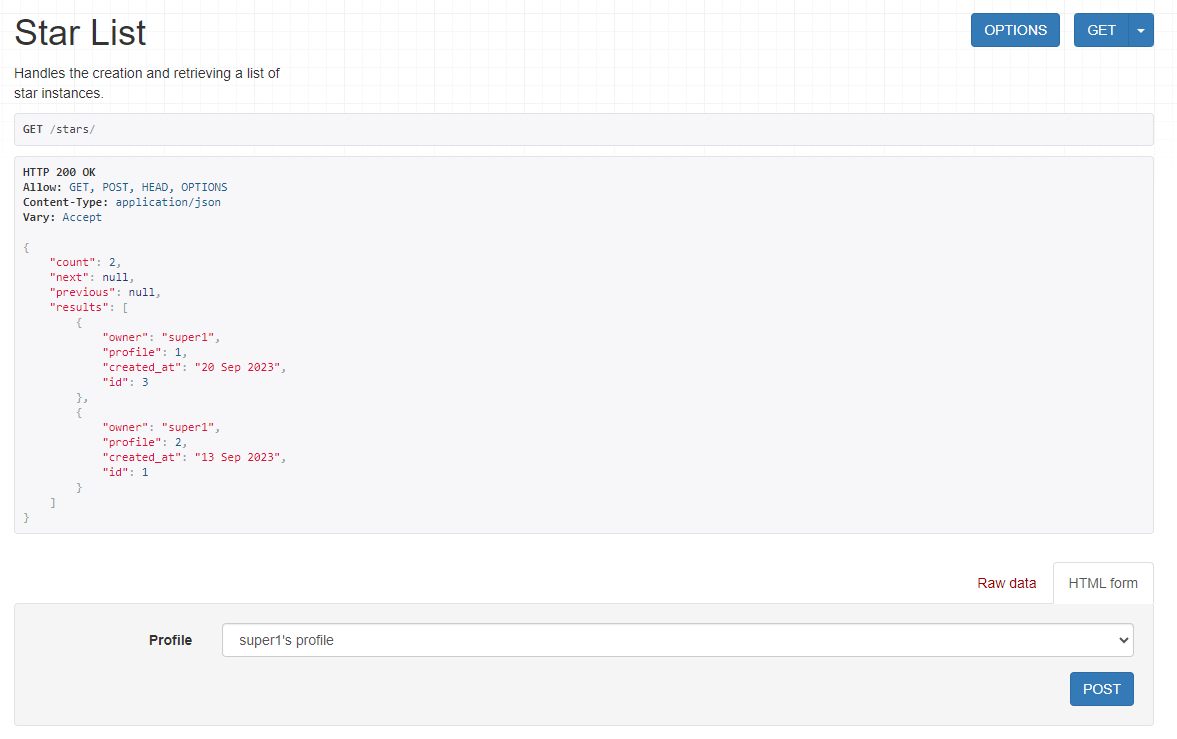 Star List
OPTIONS
GET
Handles the creation and retrieving a list of
star instances.
GET /stars/
HTTP 200 OK
Allow: GET, POST, HEAD, OPTIONS
Content-Type: application/json
Vary: Accept
{
    "count": 2,
    "next": null,
    "previous": null,
    "results": [
        {
            "owner": "super1",
            "profile": 1,
            "created_at": "20 Sep 2023",
            "id": 3
        },
        {
            "owner": "super1",
            "profile": 2,
            "created_at": "13 Sep 2023",
            "id": 1
        }
    ]
}
Raw data
HTML form
Profile
super1's profile
POST